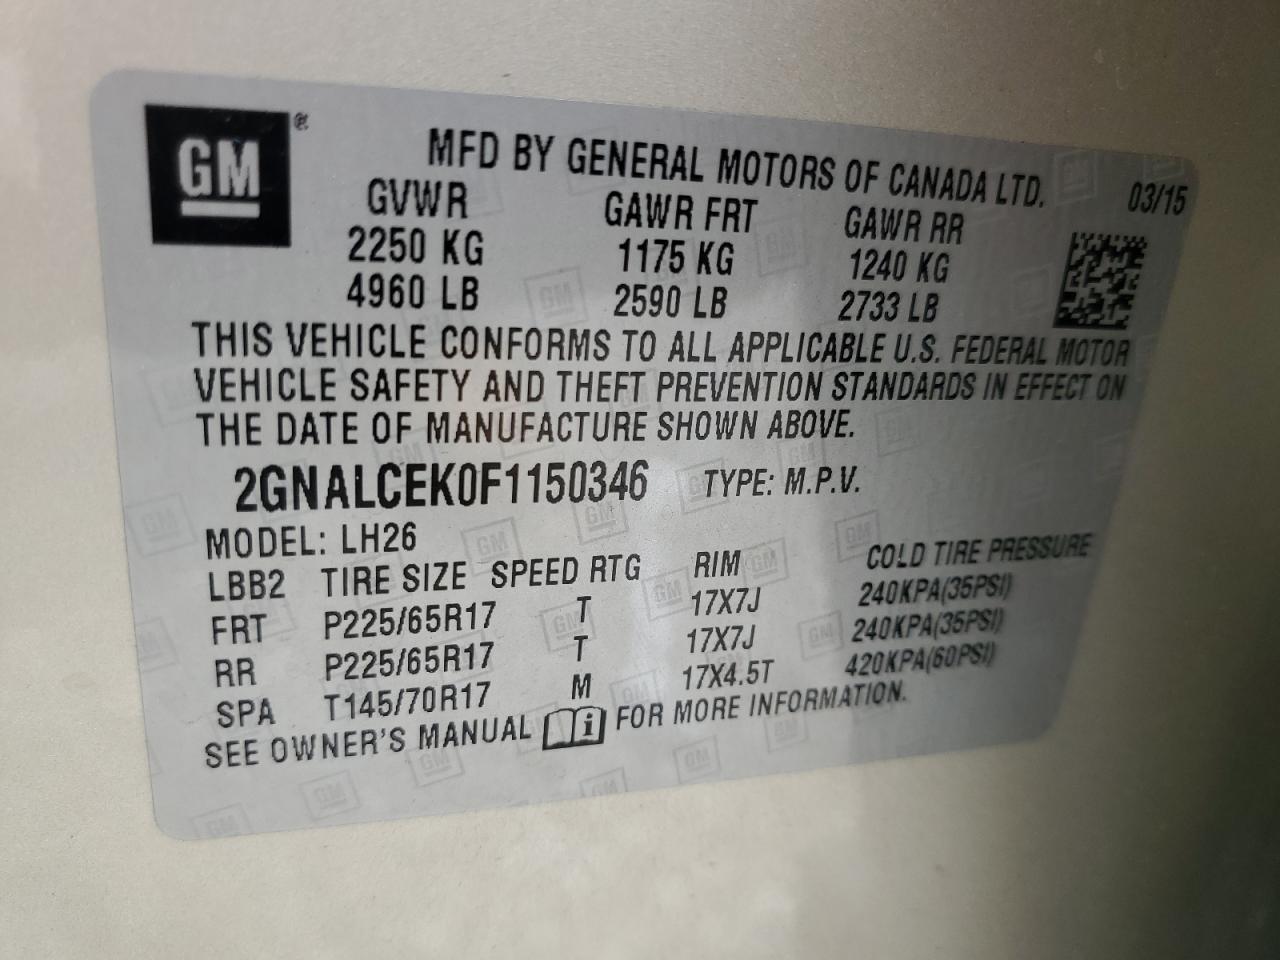 GM®
MFD BY GENERAL MOTORS OF CANADA LTD. 03/15
GVWR GAWR FRT GAWR RR
2250 KG 1175 KG 1240 KG
4960 LB 2590 LB 2733 LB
THIS VEHICLE CONFORMS TO ALL APPLICABLE U.S. FEDERAL MOTOR
VEHICLE SAFETY AND THEFT PREVENTION STANDARDS IN EFFECT ON
THE DATE OF MANUFACTURE SHOWN ABOVE.
2GNALCEK0F1150346 TYPE: M.P.V.
MODEL: LH26
LBB2 TIRE SIZE SPEED RTG RIM COLD TIRE PRESSURE
FRT P225/65R17 T 17X7J 240KPA(35PSI)
RR P225/65R17 T 17X7J 240KPA(35PSI)
SPA T145/70R17 M 17X4.5T 420KPA(60PSI)
SEE OWNER'S MANUAL i FOR MORE INFORMATION.